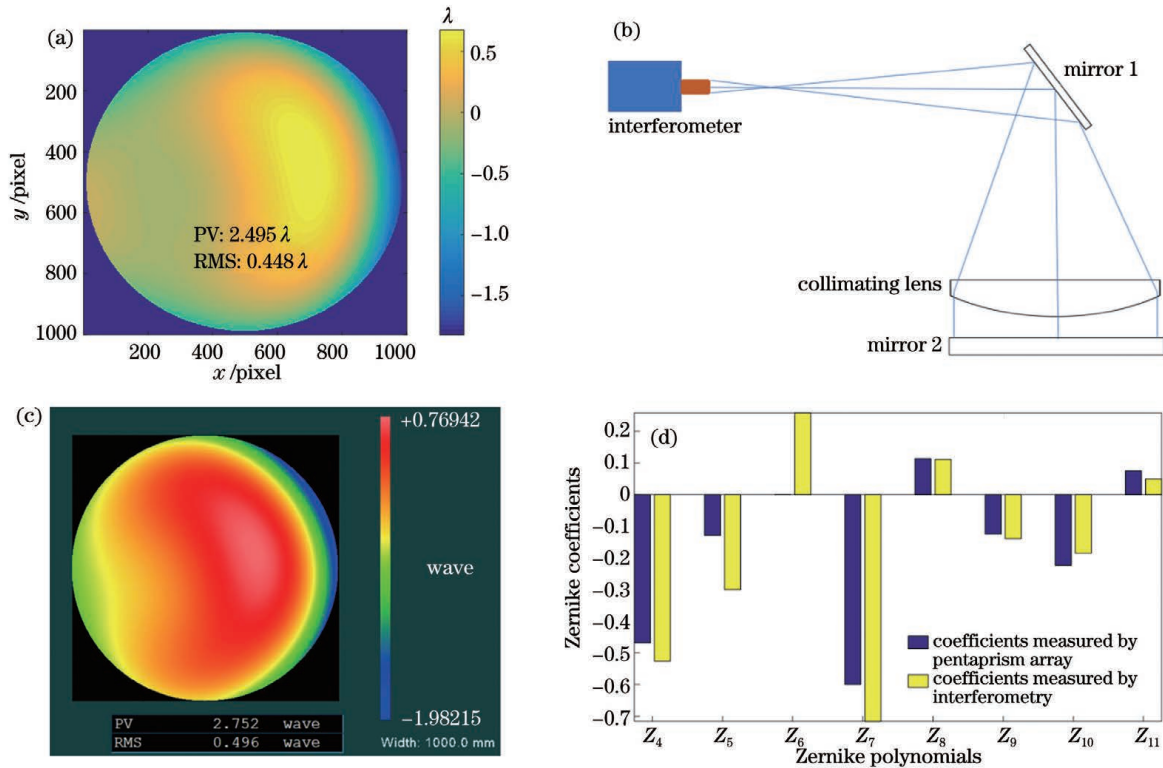 (a)
λ
0
200
400
600
800
1000
y /pixel
PV: 2.495 λ
RMS: 0.448 λ
200 400 600 800 1000
x /pixel
0.5
0
−0.5
−1.0
−1.5
(b)
mirror 1
interferometer
collimating lens
mirror 2
(c)
+0.76942
wave
−1.98215
PV 2.752 wave
RMS 0.496 wave
Width: 1000.0 mm
(d)
Zernike coefficients
0.2
0.1
0
−0.1
−0.2
−0.3
−0.4
−0.5
−0.6
−0.7
coefficients measured by
pentaprism array
coefficients measured by
interferometry
Z4 Z5 Z6 Z7 Z8 Z9 Z10 Z11
Zernike polynomials